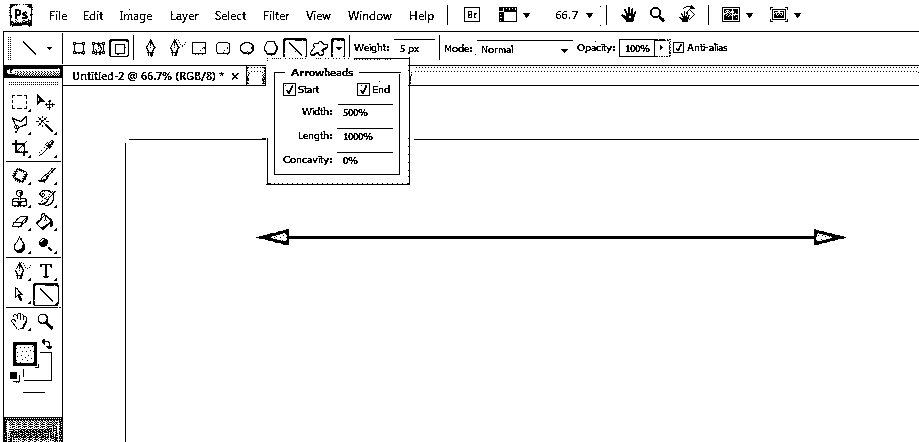 Ps File Edit Image Layer Select Filter View Window Help Br 66.7
Weight: 5 px Mode: Normal Opacity: 100% Anti-alias
Untitled-2 @ 66.7% (RGB/8) * ×
Arrowheads
Start End
Width: 500%
Length: 1000%
Concavity: 0%
T